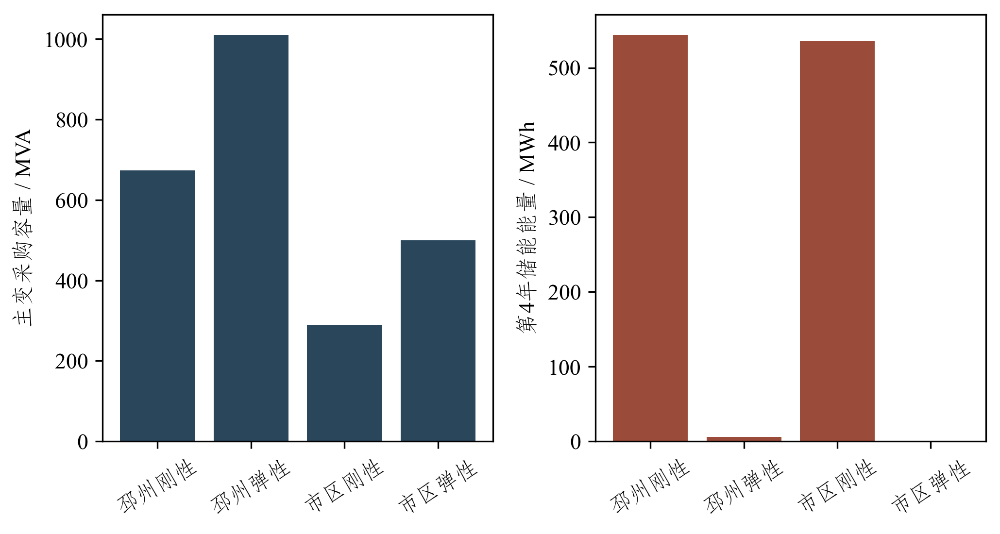 主变采购容量 / MVA
1000
800
600
400
200
0
邳州刚性
邳州弹性
市区刚性
市区弹性
第4年储能能量 / MWh
500
400
300
200
100
0
邳州刚性
邳州弹性
市区刚性
市区弹性